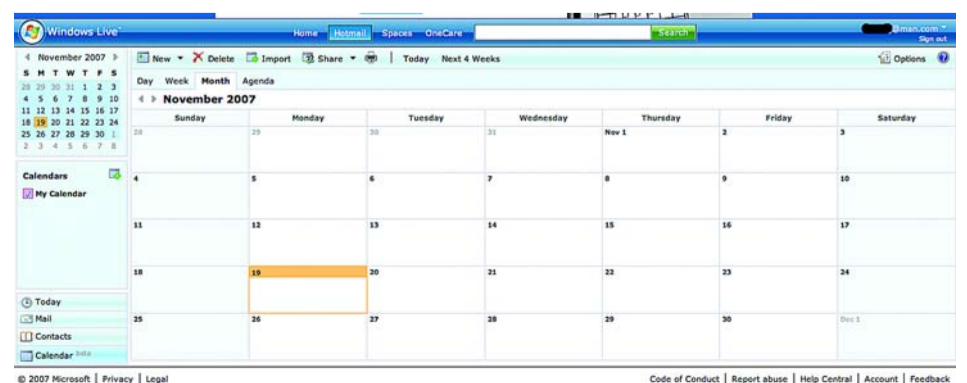 Windows Live™
Home Hotmail Spaces OneCare Search
@msn.com
Sign out
November 2007
S M T W T F S
28 29 30 31 1 2 3
4 5 6 7 8 9 10
11 12 13 14 15 16 17
18 19 20 21 22 23 24
25 26 27 28 29 30 1
2 3 4 5 6 7 8
Calendars
My Calendar
Today
Mail
Contacts
Calendar beta
New Delete Import Share Today Next 4 Weeks Options
Day Week Month Agenda
November 2007
Sunday Monday Tuesday Wednesday Thursday Friday Saturday
28 29 30 31 Nov 1 2 3
4 5 6 7 8 9 10
11 12 13 14 15 16 17
18 19 20 21 22 23 24
25 26 27 28 29 30 Dec 1
© 2007 Microsoft | Privacy | Legal
Code of Conduct | Report abuse | Help Central | Account | Feedback